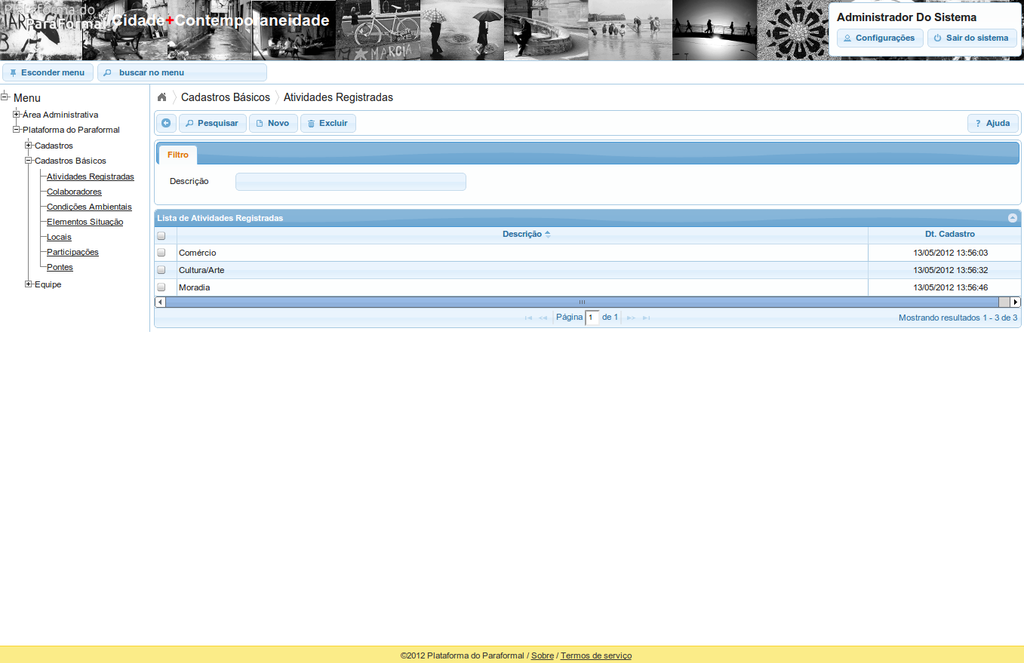 Plataforma do
ParaFormal
Cidade+Contemporaneidade
MARCIA
Administrador Do Sistema
Configurações
Sair do sistema
Esconder menu
buscar no menu
Menu
Área Administrativa
Plataforma do Paraformal
Cadastros
Cadastros Básicos
Atividades Registradas
Colaboradores
Condições Ambientais
Elementos Situação
Locais
Participações
Pontes
Equipe
Cadastros Básicos
Atividades Registradas
Pesquisar
Novo
Excluir
? Ajuda
Filtro
Descrição
Lista de Atividades Registradas
Descrição Dt. Cadastro
Comércio 13/05/2012 13:56:03
Cultura/Arte 13/05/2012 13:56:32
Moradia 13/05/2012 13:56:46
Página 1 de 1
Mostrando resultados 1 - 3 de 3
©2012 Plataforma do Paraformal / Sobre / Termos de serviço